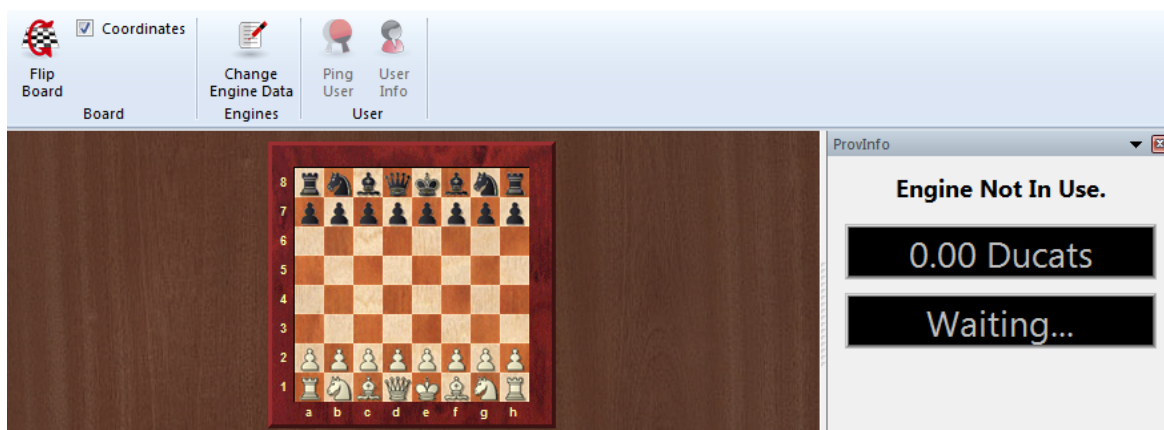 Coordinates
Flip
Board
Change
Engine Data
Ping
User
User
Info
Board
Engines
User
ProvInfo
Engine Not In Use.
0.00 Ducats
Waiting...
8
7
6
5
4
3
2
1
a b c d e f g h